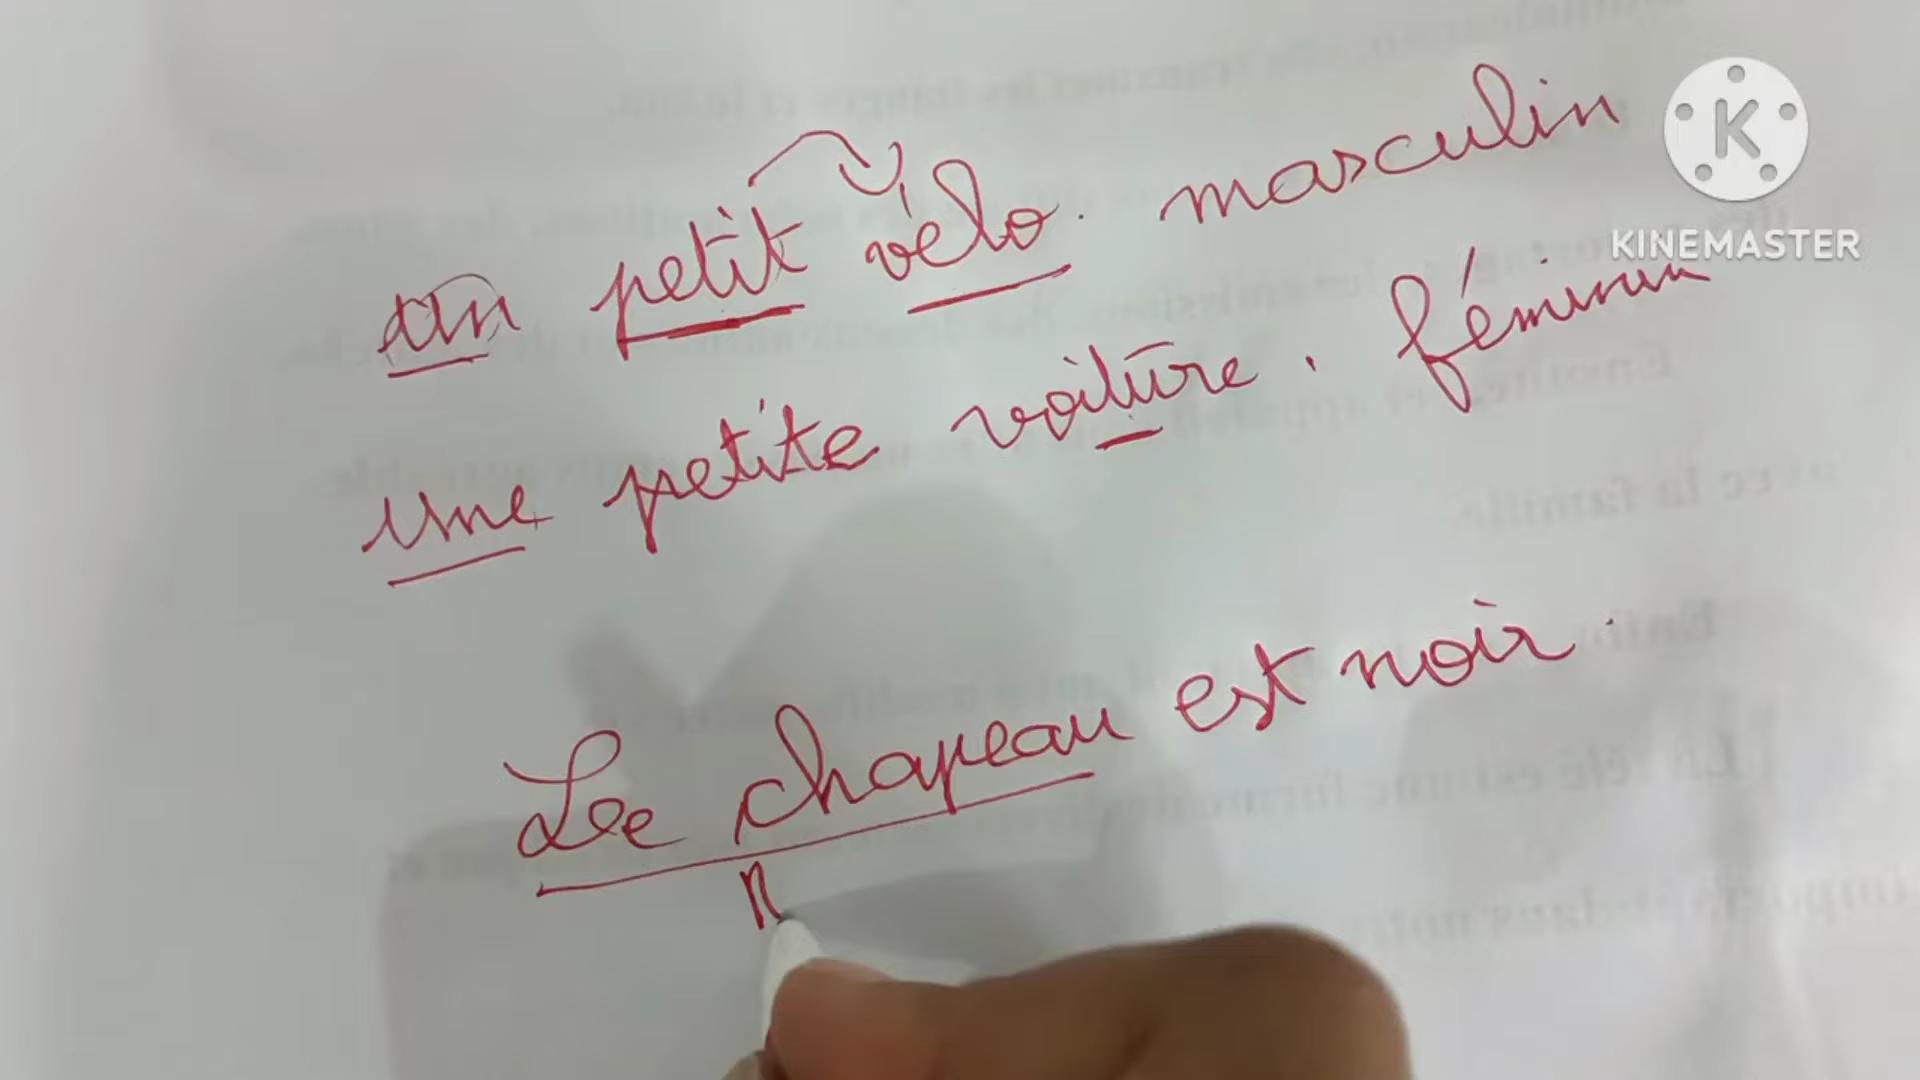 un petit vélo. masculin
une petite voiture. féminin
Le chapeau est noir.
n
KINEMASTER